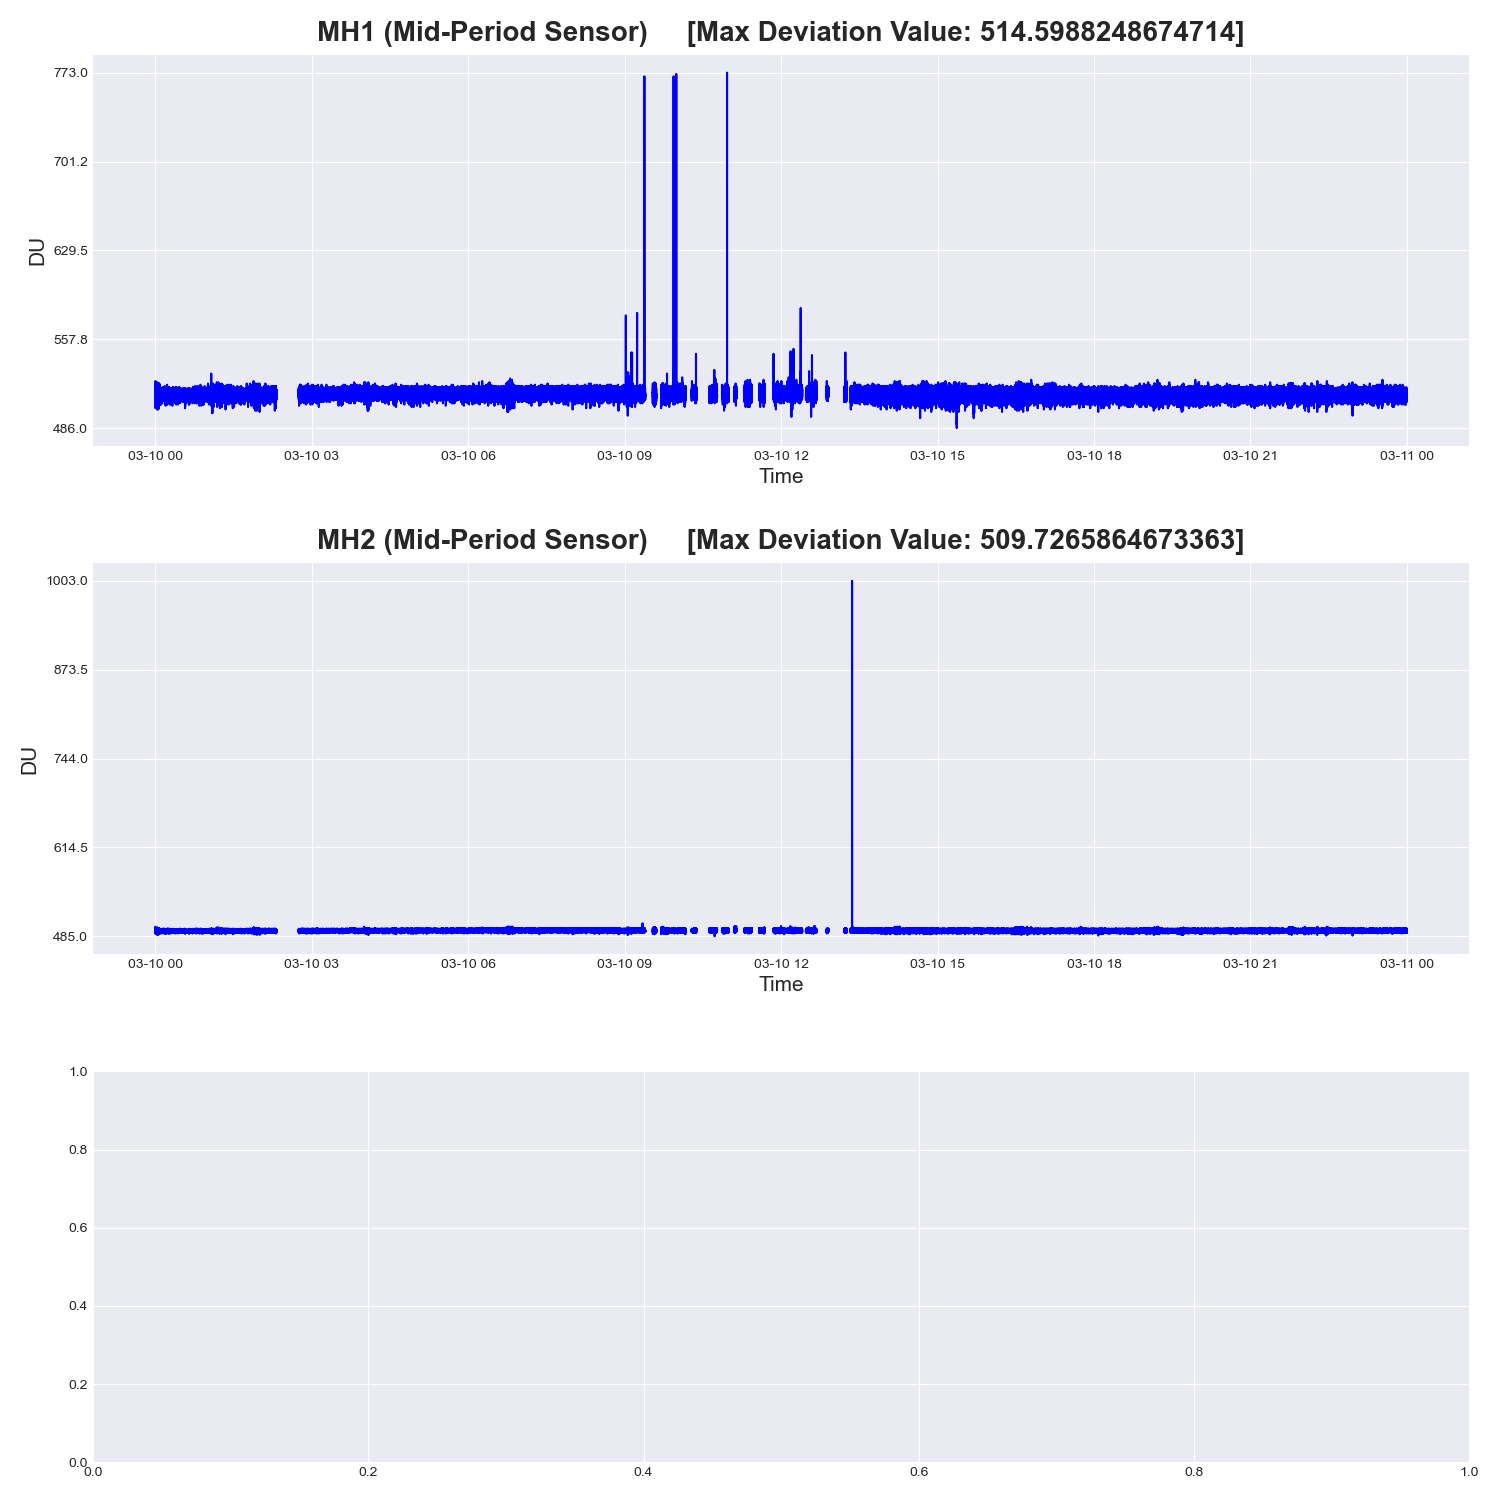 MH1 (Mid-Period Sensor) [Max Deviation Value: 514.5988248674714]
773.0
701.2
629.5
557.8
486.0
DU
03-10 00 03-10 03 03-10 06 03-10 09 03-10 12 03-10 15 03-10 18 03-10 21 03-11 00
Time
MH2 (Mid-Period Sensor) [Max Deviation Value: 509.7265864673363]
1003.0
873.5
744.0
614.5
485.0
DU
03-10 00 03-10 03 03-10 06 03-10 09 03-10 12 03-10 15 03-10 18 03-10 21 03-11 00
Time
1.0
0.8
0.6
0.4
0.2
0.0
0.0 0.2 0.4 0.6 0.8 1.0